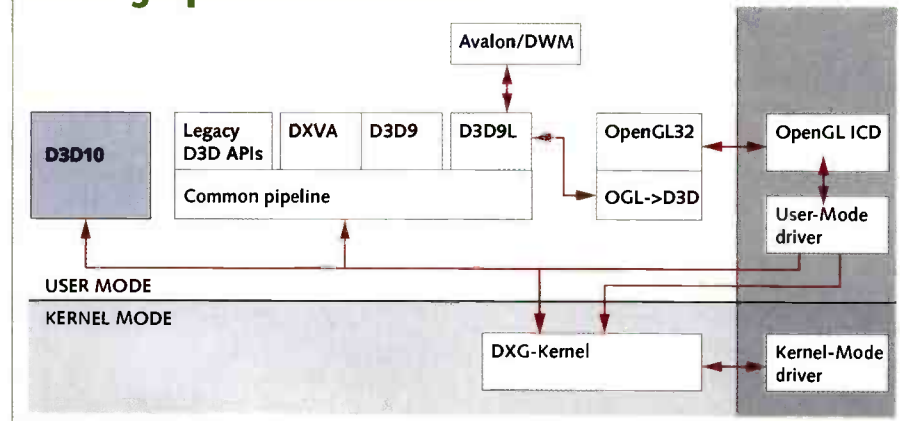 Avalon/DWM
D3D10
Legacy
D3D APIs
DXVA
D3D9
D3D9L
OpenGL32
OpenGL ICD
Common pipeline
OGL->D3D
User-Mode
driver
USER MODE
KERNEL MODE
DXG-Kernel
Kernel-Mode
driver